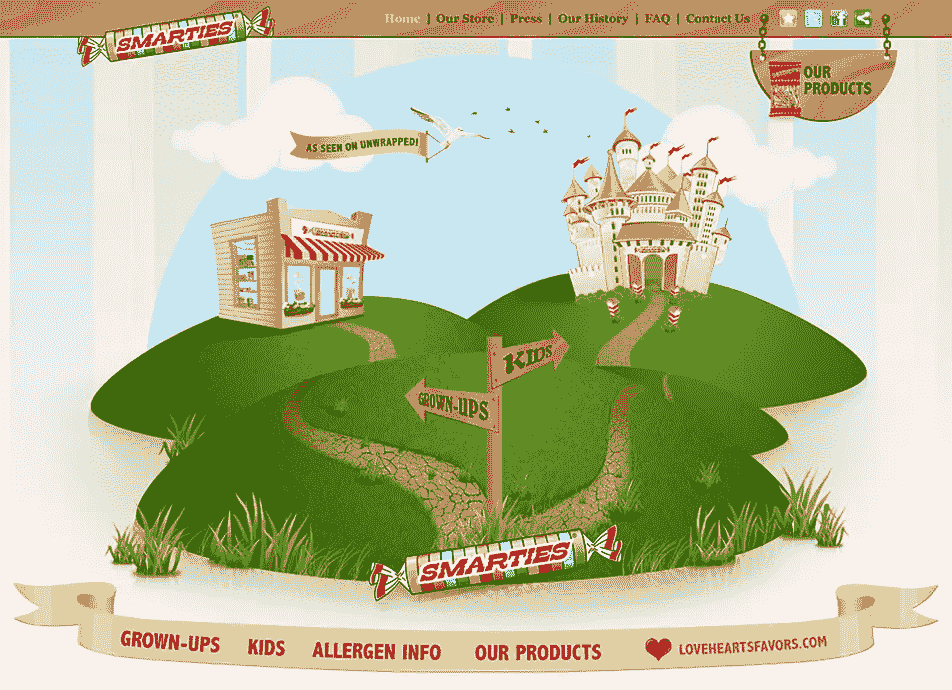 SMARTIES
Home | Our Store | Press | Our History | FAQ | Contact Us
OUR
PRODUCTS
AS SEEN ON UNWRAPPED!
KIDS
GROWN-UPS
SMARTIES
GROWN-UPS KIDS ALLERGEN INFO OUR PRODUCTS LOVEHEARTSFAVORS.COM